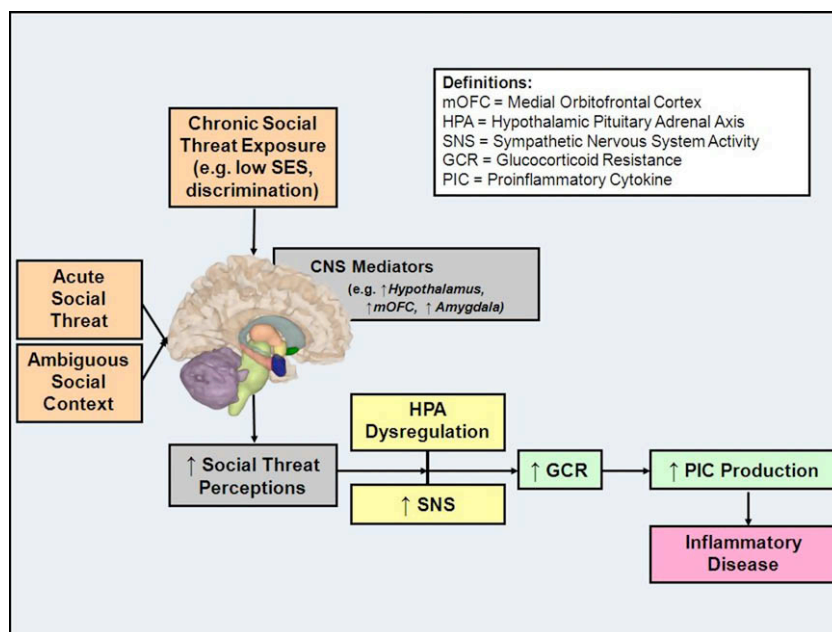 Definitions:
mOFC = Medial Orbitofrontal Cortex
HPA = Hypothalamic Pituitary Adrenal Axis
SNS = Sympathetic Nervous System Activity
GCR = Glucocorticoid Resistance
PIC = Proinflammatory Cytokine
Chronic Social
Threat Exposure
(e.g. low SES,
discrimination)
CNS Mediators
(e.g. ↑Hypothalamus,
↑mOFC, ↑ Amygdala)
Acute
Social
Threat
Ambiguous
Social
Context
HPA
Dysregulation
↑ Social Threat
Perceptions
↑ SNS
↑ GCR
↑ PIC Production
Inflammatory
Disease